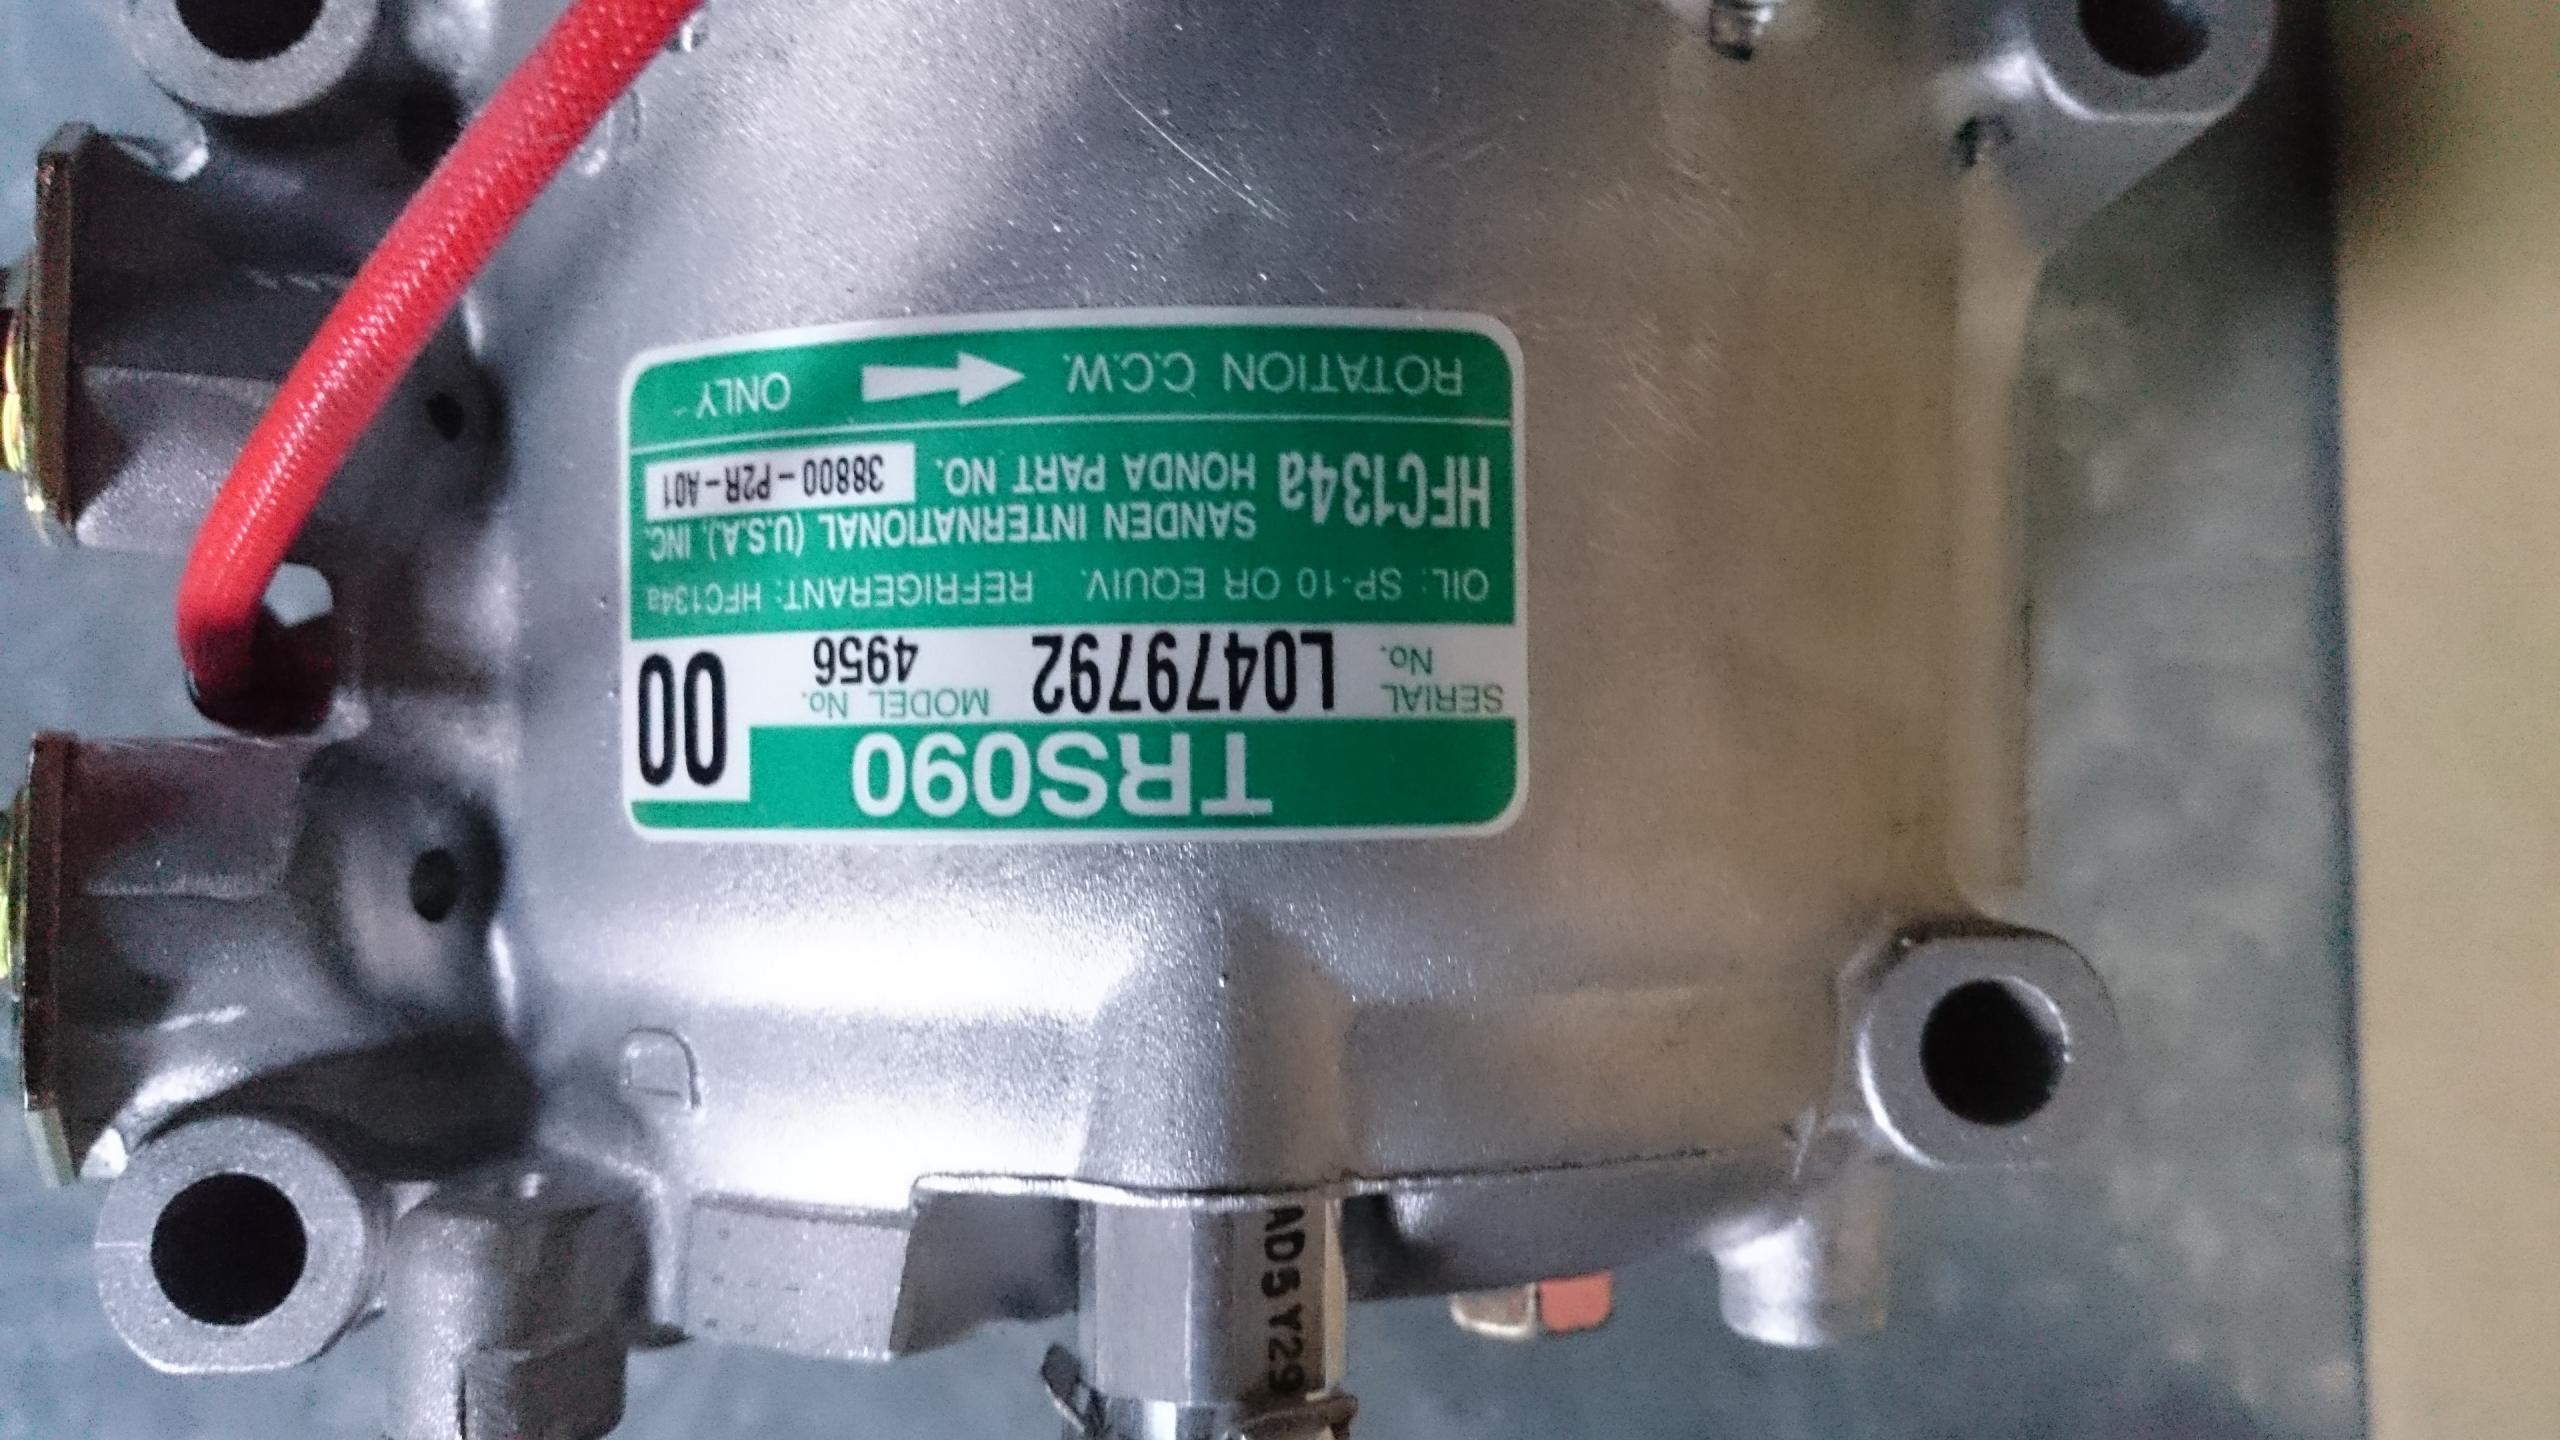 TRS090
00
SERIAL No. L0479792 MODEL No. 4956
OIL: SP-10 OR EQUIV. REFRIGERANT: HFC134a
HFC134a SANDEN INTERNATIONAL (U.S.A.), INC.
HONDA PART NO. 38800-P2R-A01
ROTATION C.C.W. ONLY
AD5Y29
D